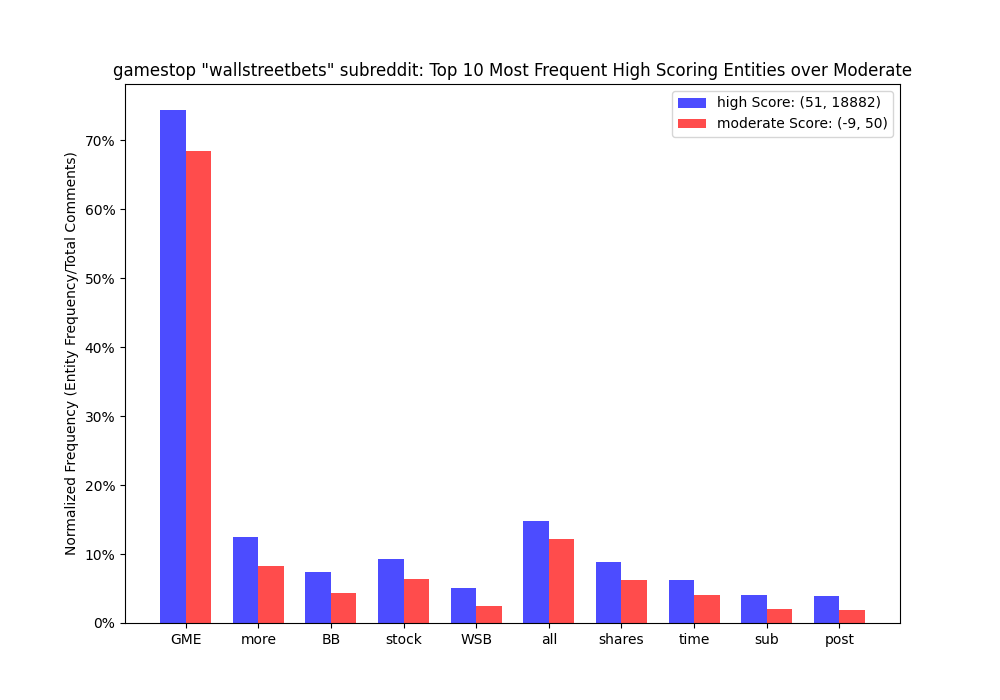 gamestop "wallstreetbets" subreddit: Top 10 Most Frequent High Scoring Entities over Moderate
high Score: (51, 18882)
moderate Score: (-9, 50)
Normalized Frequency (Entity Frequency/Total Comments)
70%
60%
50%
40%
30%
20%
10%
0%
GME more BB stock WSB all shares time sub post